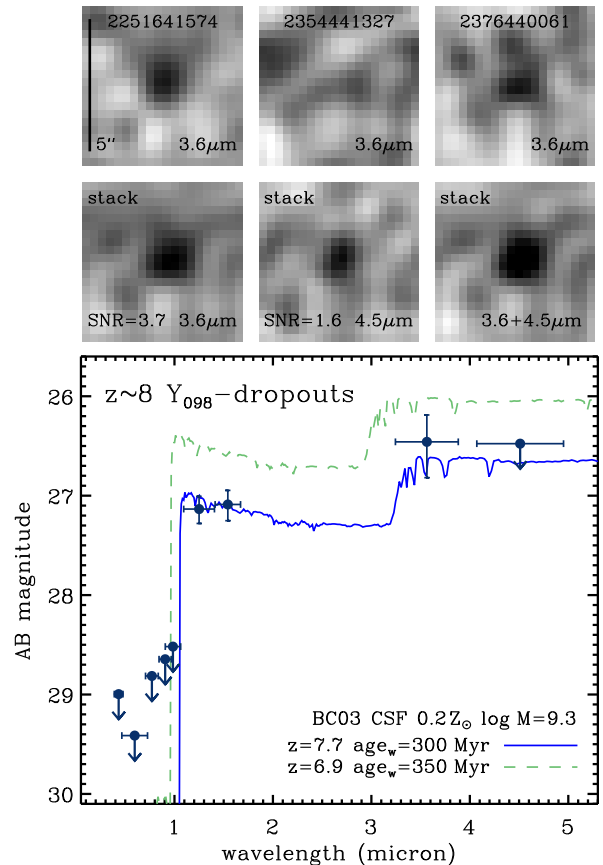 2251641574 2354441327 2376440061
5″ 3.6μm 3.6μm 3.6μm
stack stack stack
SNR=3.7 3.6μm SNR=1.6 4.5μm 3.6+4.5μm
z~8 Y₀₉₈-dropouts
26
27
28
29
30
AB magnitude
BC03 CSF 0.2Z⊙ log M=9.3
z=7.7 age_w=300 Myr
z=6.9 age_w=350 Myr
1 2 3 4 5
wavelength (micron)